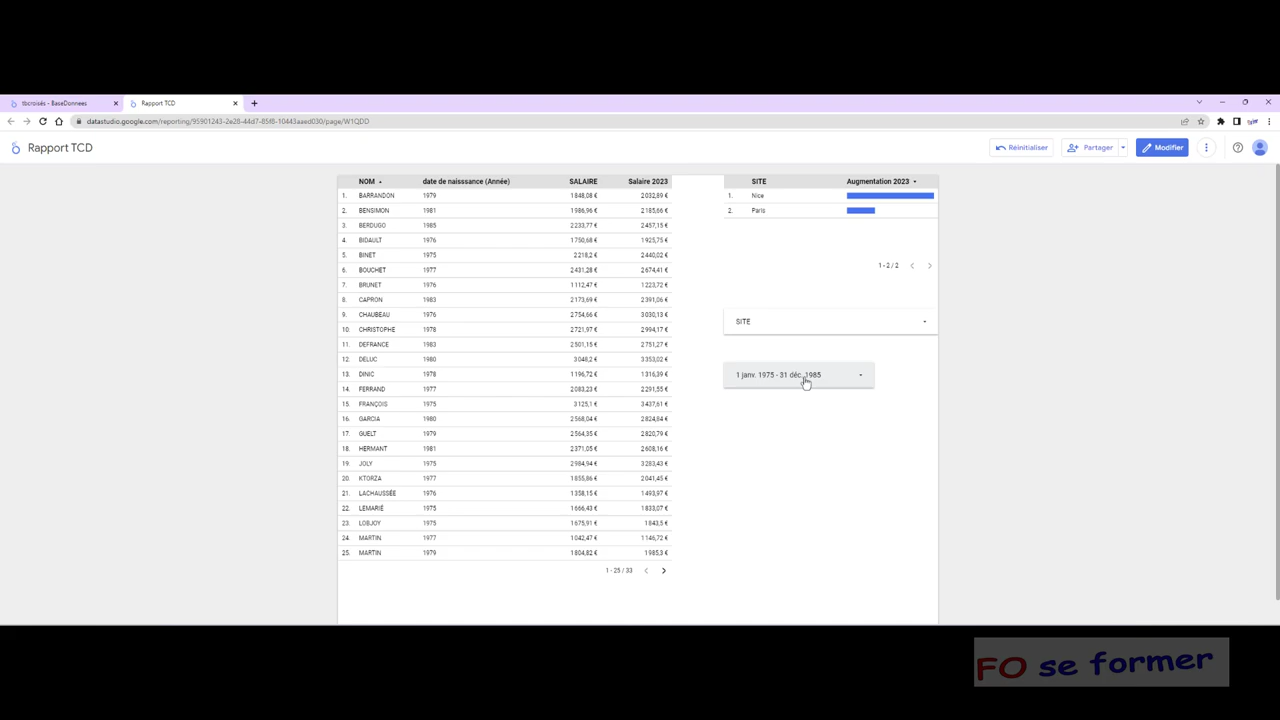 tbcroisés - BaseDonnees
Rapport TCD
datastudio.google.com/reporting/95901243-2e28-44d7-85f8-10443aaed030/page/W1QDD
Rapport TCD
Réinitialiser
Partager
Modifier
NOM date de naisssance (Année) SALAIRE Salaire 2023
1. BARRANDON 1979 1 848,08 € 2 032,89 €
2. BENSIMON 1981 1 986,96 € 2 185,66 €
3. BERDUGO 1985 2 233,77 € 2 457,15 €
4. BIDAULT 1976 1 750,68 € 1 925,75 €
5. BINET 1975 2 218,2 € 2 440,02 €
6. BOUCHET 1977 2 431,28 € 2 674,41 €
7. BRUNET 1976 1 112,47 € 1 223,72 €
8. CAPRON 1983 2 173,69 € 2 391,06 €
9. CHAUBEAU 1976 2 754,66 € 3 030,13 €
10. CHRISTOPHE 1978 2 721,97 € 2 994,17 €
11. DEFRANCE 1983 2 501,15 € 2 751,27 €
12. DELUC 1980 3 048,2 € 3 353,02 €
13. DINIC 1978 1 196,72 € 1 316,39 €
14. FERRAND 1977 2 083,23 € 2 291,55 €
15. FRANÇOIS 1975 3 125,1 € 3 437,61 €
16. GARCIA 1980 2 568,04 € 2 824,84 €
17. GUELT 1979 2 564,35 € 2 820,79 €
18. HERMANT 1981 2 371,05 € 2 608,16 €
19. JOLY 1975 2 984,94 € 3 283,43 €
20. KTORZA 1977 1 855,86 € 2 041,45 €
21. LACHAUSSÉE 1976 1 358,15 € 1 493,97 €
22. LEMARIÉ 1975 1 666,43 € 1 833,07 €
23. LOBJOY 1975 1 675,91 € 1 843,5 €
24. MARTIN 1977 1 042,47 € 1 146,72 €
25. MARTIN 1979 1 804,82 € 1 985,3 €
1 - 25 / 33
SITE Augmentation 2023
1. Nice
2. Paris
1 - 2 / 2
SITE
1 janv. 1975 - 31 déc. 1985
FO se former